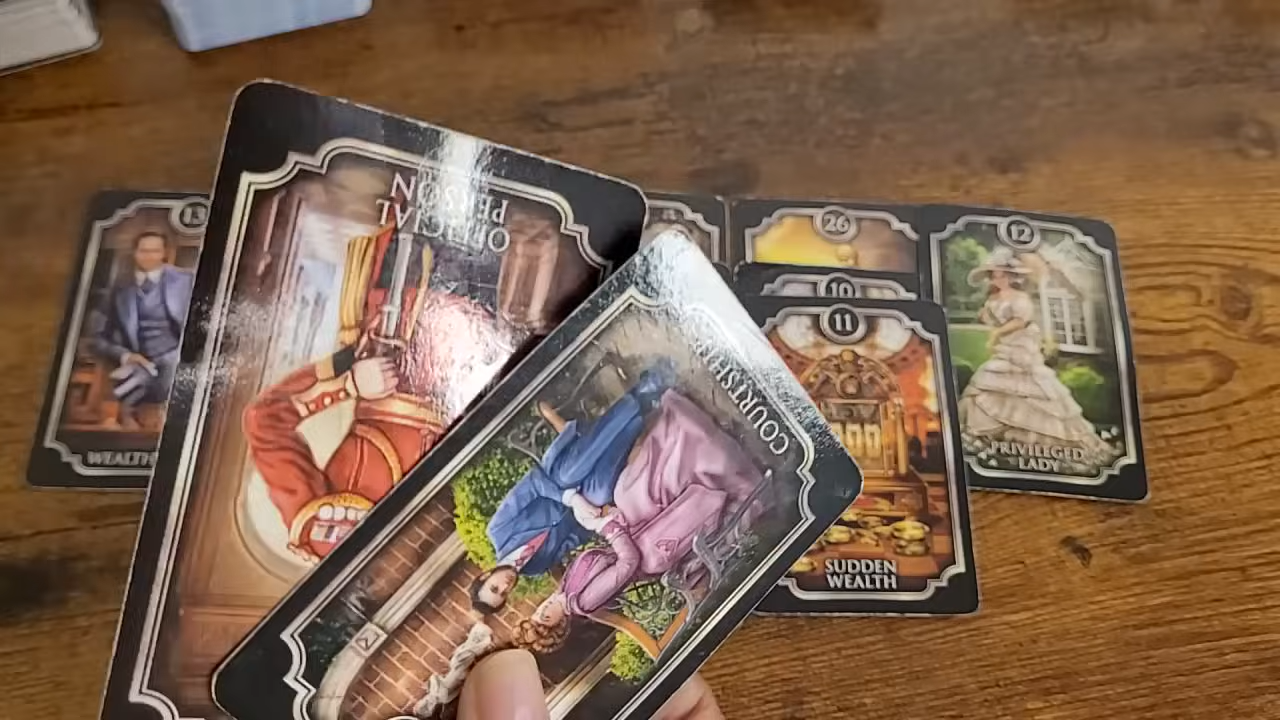 13
WEALTH
OFFICIAL
PERSON
COURTSHIP
26
10
11
SUDDEN
WEALTH
12
PRIVILEGED
LADY